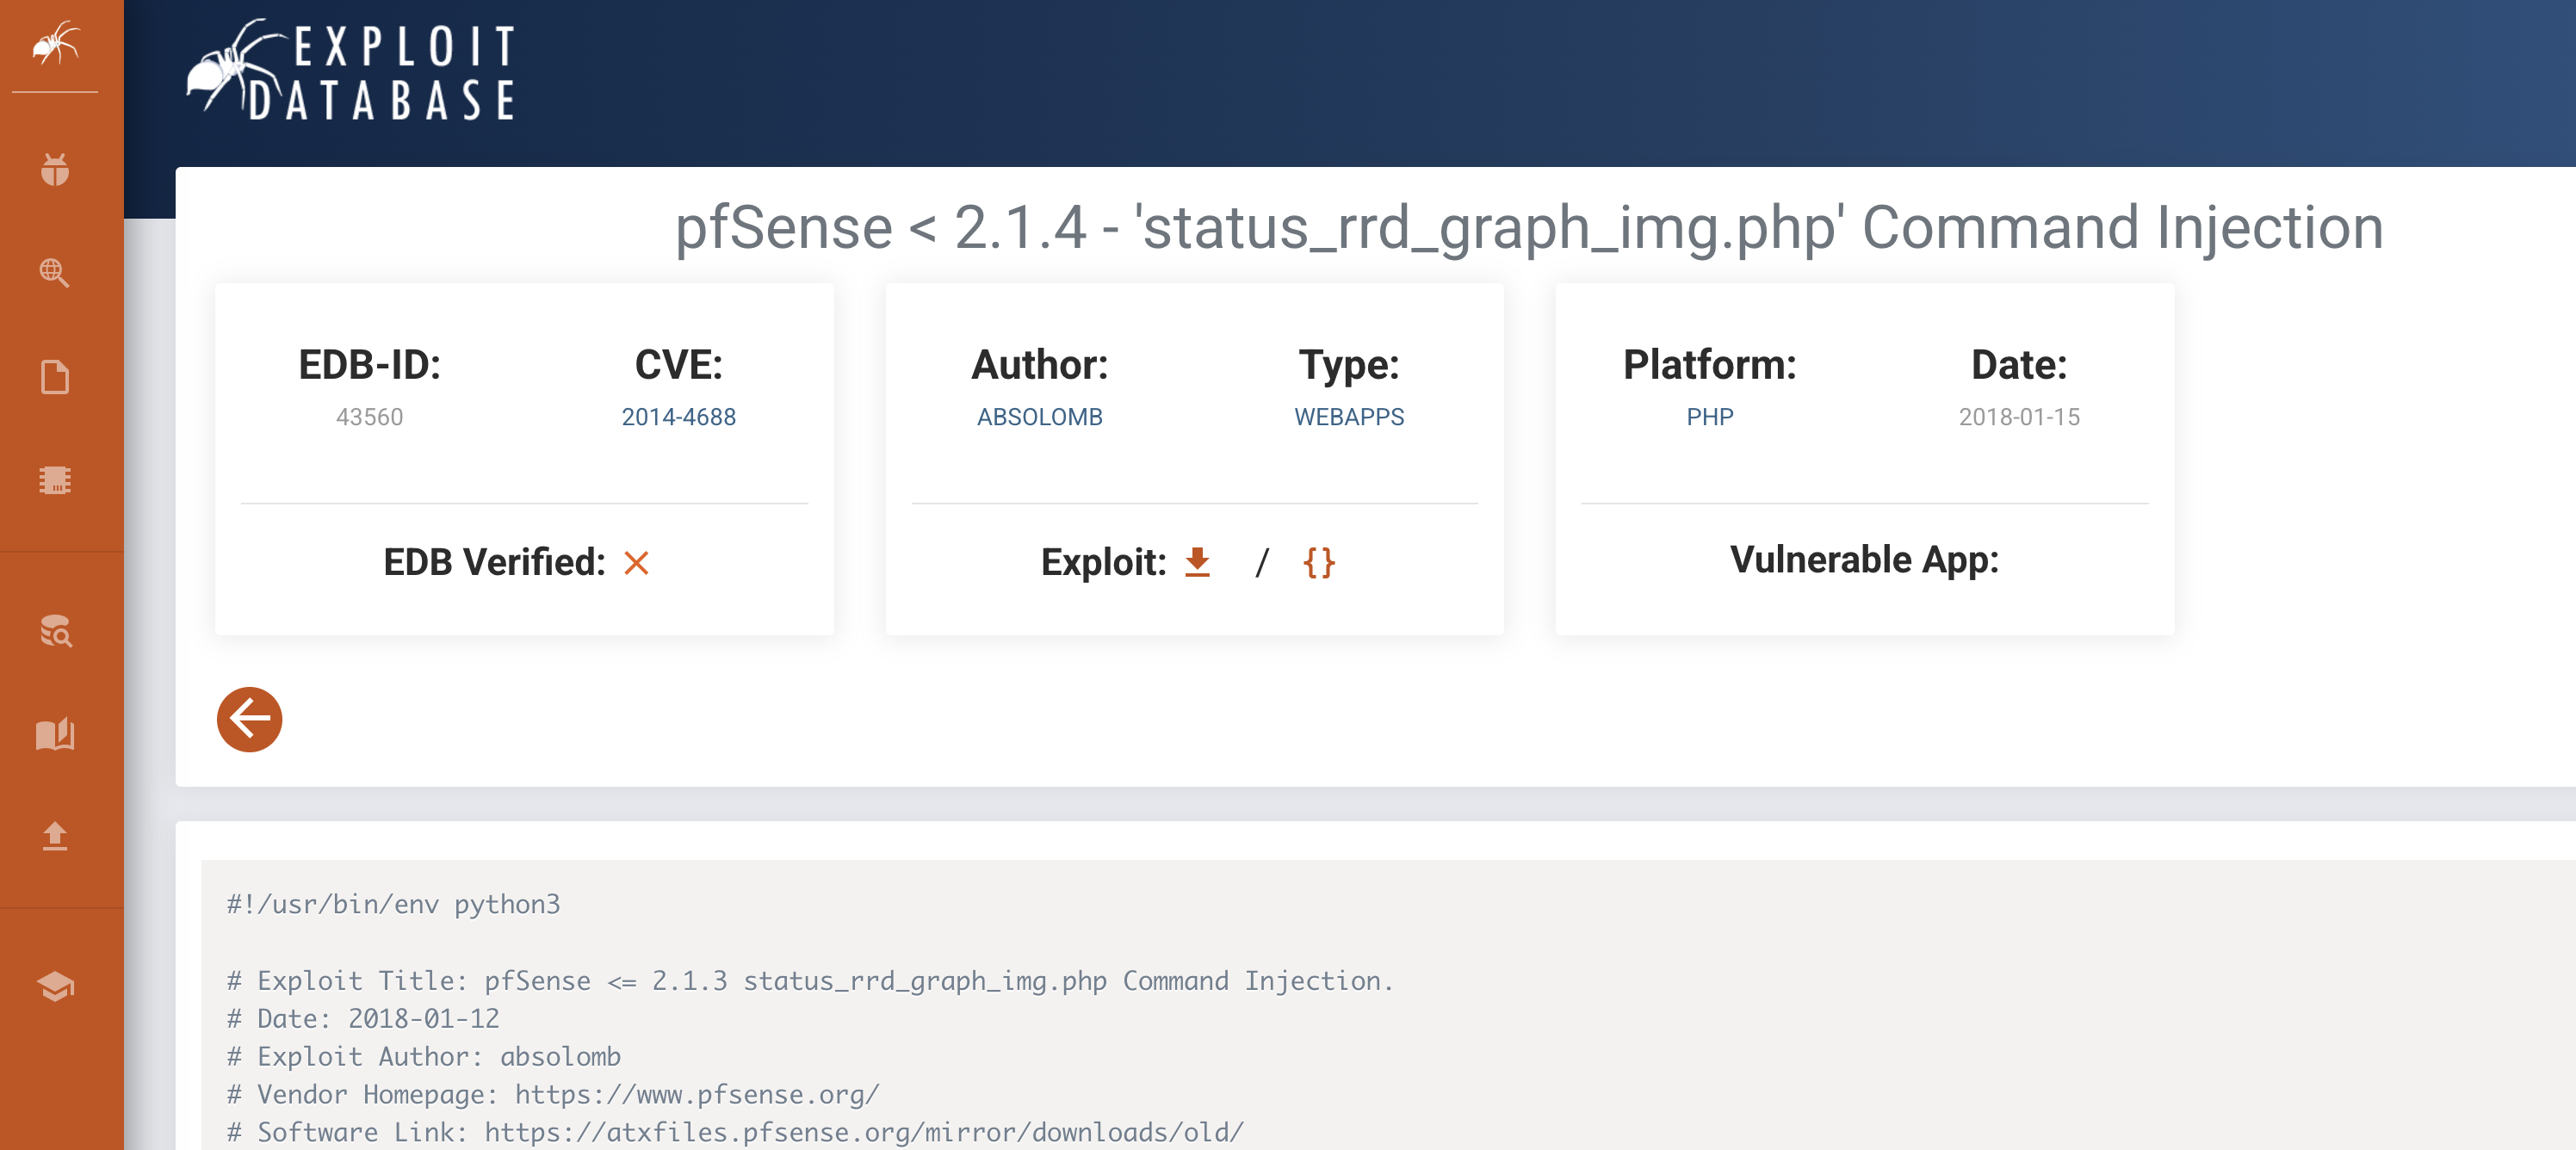 EXPLOIT
DATABASE
pfSense < 2.1.4 - 'status_rrd_graph_img.php' Command Injection
EDB-ID:
43560
CVE:
2014-4688
EDB Verified:
Author:
ABSOLOMB
Type:
WEBAPPS
Exploit: / {}
Platform:
PHP
Date:
2018-01-15
Vulnerable App:
#!/usr/bin/env python3
# Exploit Title: pfSense <= 2.1.3 status_rrd_graph_img.php Command Injection.
# Date: 2018-01-12
# Exploit Author: absolomb
# Vendor Homepage: https://www.pfsense.org/
# Software Link: https://atxfiles.pfsense.org/mirror/downloads/old/